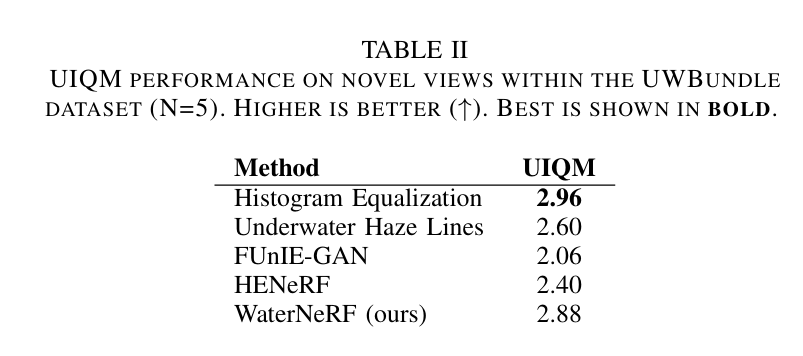 TABLE II
UIQM PERFORMANCE ON NOVEL VIEWS WITHIN THE UWBUNDLE
DATASET (N=5). HIGHER IS BETTER (↑). BEST IS SHOWN IN BOLD.
Method UIQM
Histogram Equalization 2.96
Underwater Haze Lines 2.60
FUnIE-GAN 2.06
HENeRF 2.40
WaterNeRF (ours) 2.88